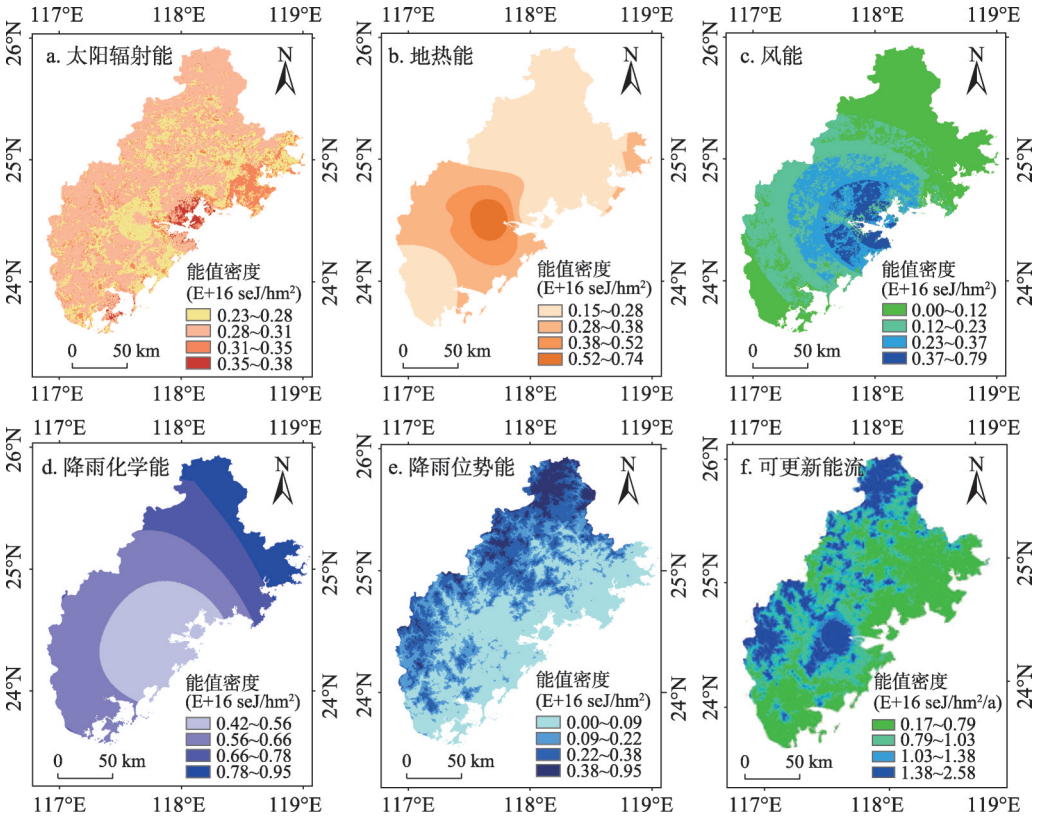 117°E 118°E 119°E
117°E 118°E 119°E
117°E 118°E 119°E
26°N
25°N
24°N
a. 太阳辐射能
N
能值密度
(E+16 seJ/hm²)
0.23~0.28
0.28~0.31
0.31~0.35
0.35~0.38
0 50 km
25°N
24°N
b. 地热能
N
能值密度
(E+16 seJ/hm²)
0.15~0.28
0.28~0.38
0.38~0.52
0.52~0.74
0 50 km
25°N
24°N
c. 风能
N
能值密度
(E+16 seJ/hm²)
0.00~0.12
0.12~0.23
0.23~0.37
0.37~0.79
0 50 km
26°N
25°N
24°N
117°E 118°E 119°E
117°E 118°E 119°E
117°E 118°E 119°E
26°N
25°N
24°N
d. 降雨化学能
N
能值密度
(E+16 seJ/hm²)
0.42~0.56
0.56~0.66
0.66~0.78
0.78~0.95
0 50 km
25°N
24°N
e. 降雨位势能
N
能值密度
(E+16 seJ/hm²)
0.00~0.09
0.09~0.22
0.22~0.38
0.38~0.95
0 50 km
25°N
24°N
f. 可更新能流
N
能值密度
(E+16 seJ/hm²/a)
0.17~0.79
0.79~1.03
1.03~1.38
1.38~2.58
0 50 km
26°N
25°N
24°N
117°E 118°E 119°E
117°E 118°E 119°E
117°E 118°E 119°E